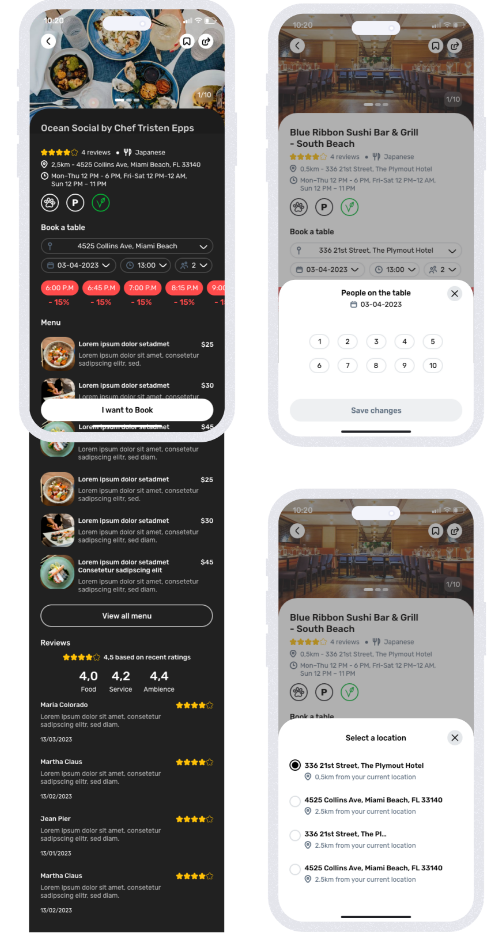 10:20
1/10
Ocean Social by Chef Tristen Epps
4 reviews • Japanese
2,5km - 4525 Collins Ave, Miami Beach, FL 33140
Mon-Thu 12 PM - 6 PM, Fri-Sat 12 PM-12 AM,
Sun 12 PM - 11 PM
P
Book a table
4525 Collins Ave, Miami Beach
03-04-2023
13:00
2
6:00 P.M 6:45 P.M 7:00 P.M 8:15 P.M 9:00
- 15% - 15% - 15% - 15% - 1
Menu
Lorem ipsum dolor setadmet $25
Lorem ipsum dolor sit amet, consetetur
sadipscing elitr, sed.
Lorem ipsum dolor setadmet $30
Lorem ipsum dolor sit amet, consetetur
I want to Book
Lorem ipsum dolor setadmet $45
Lorem ipsum dolor sit amet, consetetur
sadipscing elitr, sed diam.
Lorem ipsum dolor setadmet $25
Lorem ipsum dolor sit amet, consetetur
sadipscing elitr, sed.
Lorem ipsum dolor setadmet $30
Lorem ipsum dolor sit amet, consetetur
sadipscing elitr, sed diam.
Lorem ipsum dolor setadmet $45
Consetetur sadipscing elit
Lorem ipsum dolor sit amet, consetetur
sadipscing elitr, sed diam.
View all menu
Reviews
4,5 based on recent ratings
4,0 4,2 4,4
Food Service Ambience
Maria Colorado
Lorem ipsum dolor sit amet, consetetur
sadipscing elitr, sed diam.
13/03/2023
Martha Claus
Lorem ipsum dolor sit amet, consetetur
sadipscing elitr, sed diam.
13/02/2023
Jean Pier
Lorem ipsum dolor sit amet, consetetur
sadipscing elitr, sed diam.
13/01/2023
Martha Claus
Lorem ipsum dolor sit amet, consetetur
sadipscing elitr, sed diam.
13/02/2023
10:20
1/10
Blue Ribbon Sushi Bar & Grill
- South Beach
4 reviews • Japanese
0,5km - 336 21st Street, The Plymout Hotel
Mon-Thu 12 PM - 6 PM, Fri-Sat 12 PM-12 AM,
Sun 12 PM - 11 PM
P
Book a table
336 21st Street, The Plymout Hotel
03-04-2023
13:00
2
People on the table
03-04-2023
1 2 3 4 5
6 7 8 9 10
Save changes
10:20
1/10
Blue Ribbon Sushi Bar & Grill
- South Beach
4 reviews • Japanese
0,5km - 336 21st Street, The Plymout Hotel
Mon-Thu 12 PM - 6 PM, Fri-Sat 12 PM-12 AM,
Sun 12 PM - 11 PM
P
Book a table
Select a location
336 21st Street, The Plymout Hotel
0,5km from your current location
4525 Collins Ave, Miami Beach, FL 33140
2.5km from your current location
336 21st Street, The Pl..
2.5km from your current location
4525 Collins Ave, Miami Beach, FL 33140
2.5km from your current location